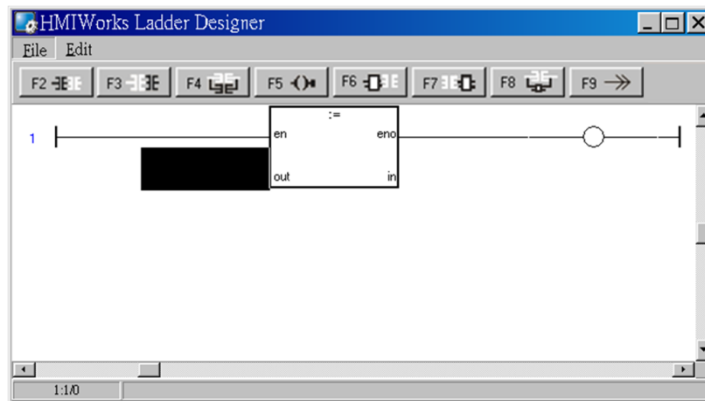 HMIWorks Ladder Designer
File Edit
F2 F3 F4 F5 F6 F7 F8 F9
:=
1 en eno
out in
1:1/0